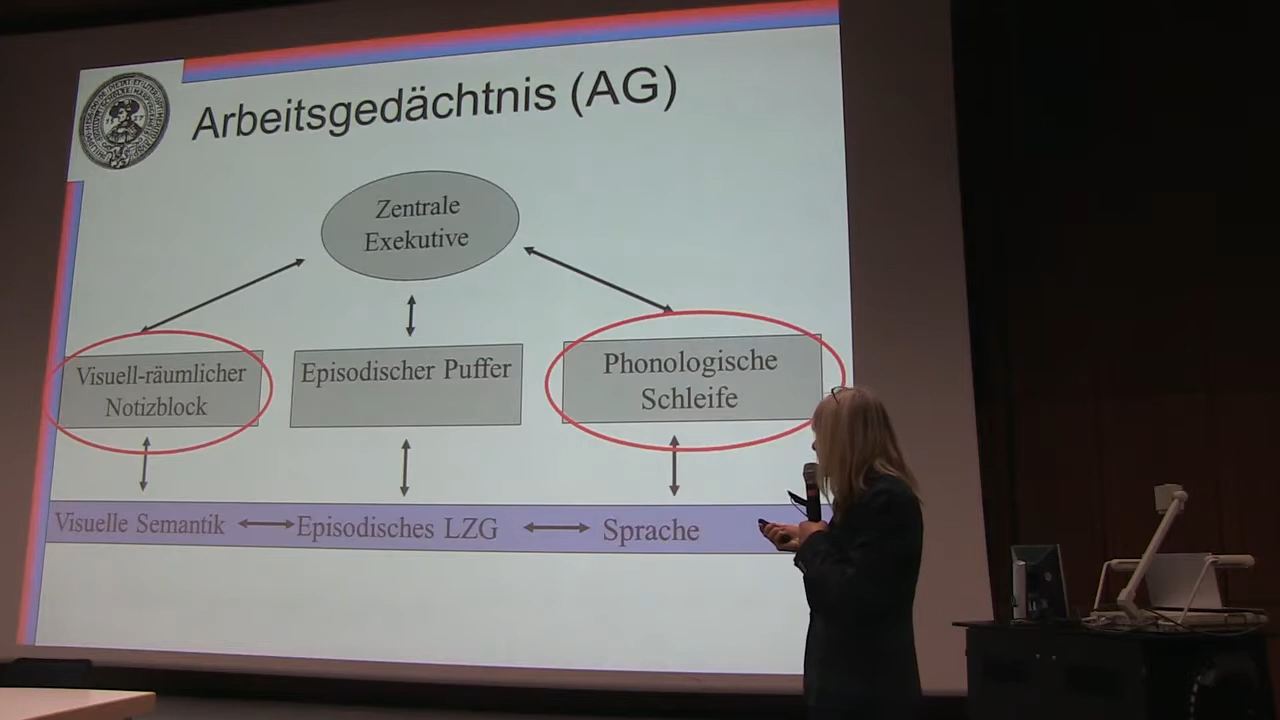 Arbeitsgedächtnis (AG)
Zentrale
Exekutive
Visuell-räumlicher
Notizblock
Episodischer Puffer
Phonologische
Schleife
Visuelle Semantik
Episodisches LZG
Sprache